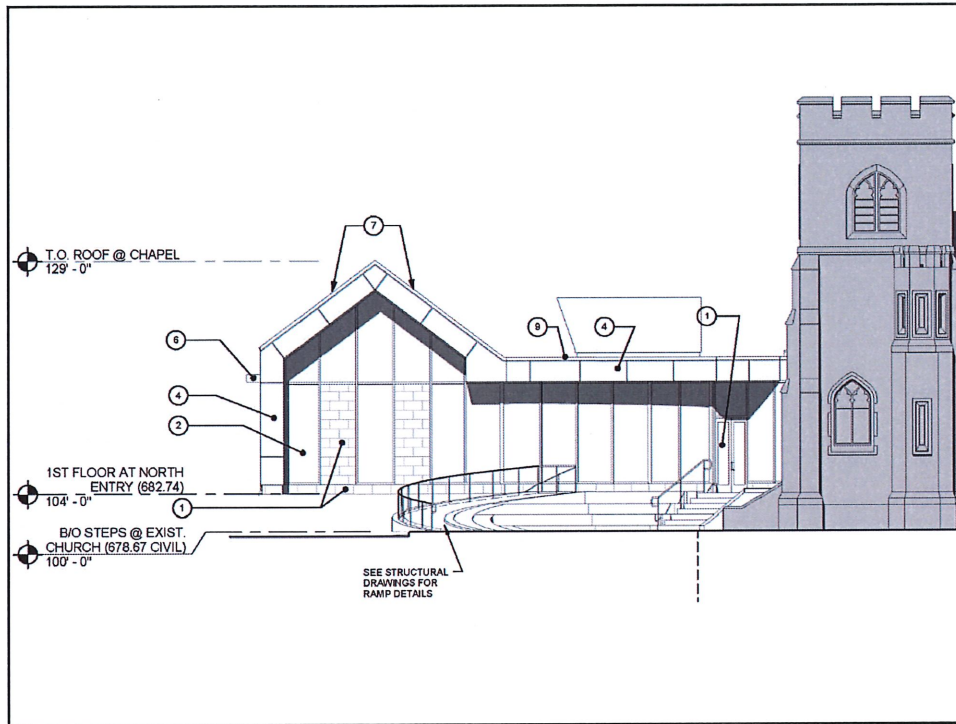 7
T.O. ROOF @ CHAPEL
129' - 0"
9
4
1
6
4
2
1ST FLOOR AT NORTH
ENTRY (682.74)
104' - 0"
1
B/O STEPS @ EXIST.
CHURCH (678.67 CIVIL)
100' - 0"
SEE STRUCTURAL
DRAWINGS FOR
RAMP DETAILS